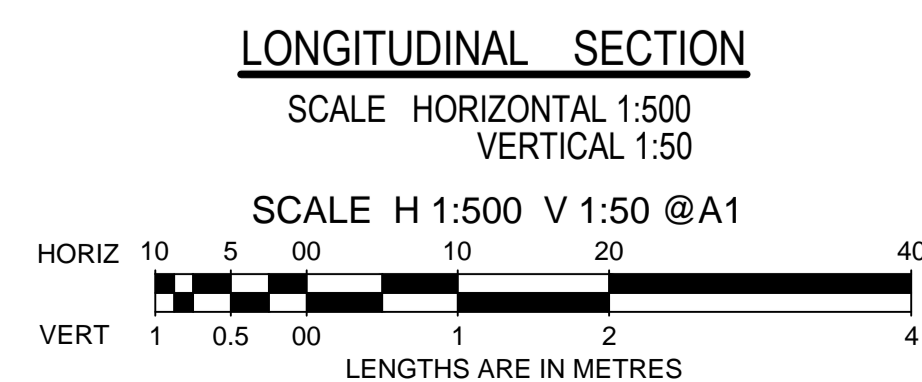 LONGITUDINAL SECTION
SCALE HORIZONTAL 1:500
VERTICAL 1:50
SCALE H 1:500 V 1:50 @A1
HORIZ 10 5 00 10 20 40
VERT 1 0.5 00 1 2 4
LENGTHS ARE IN METRES